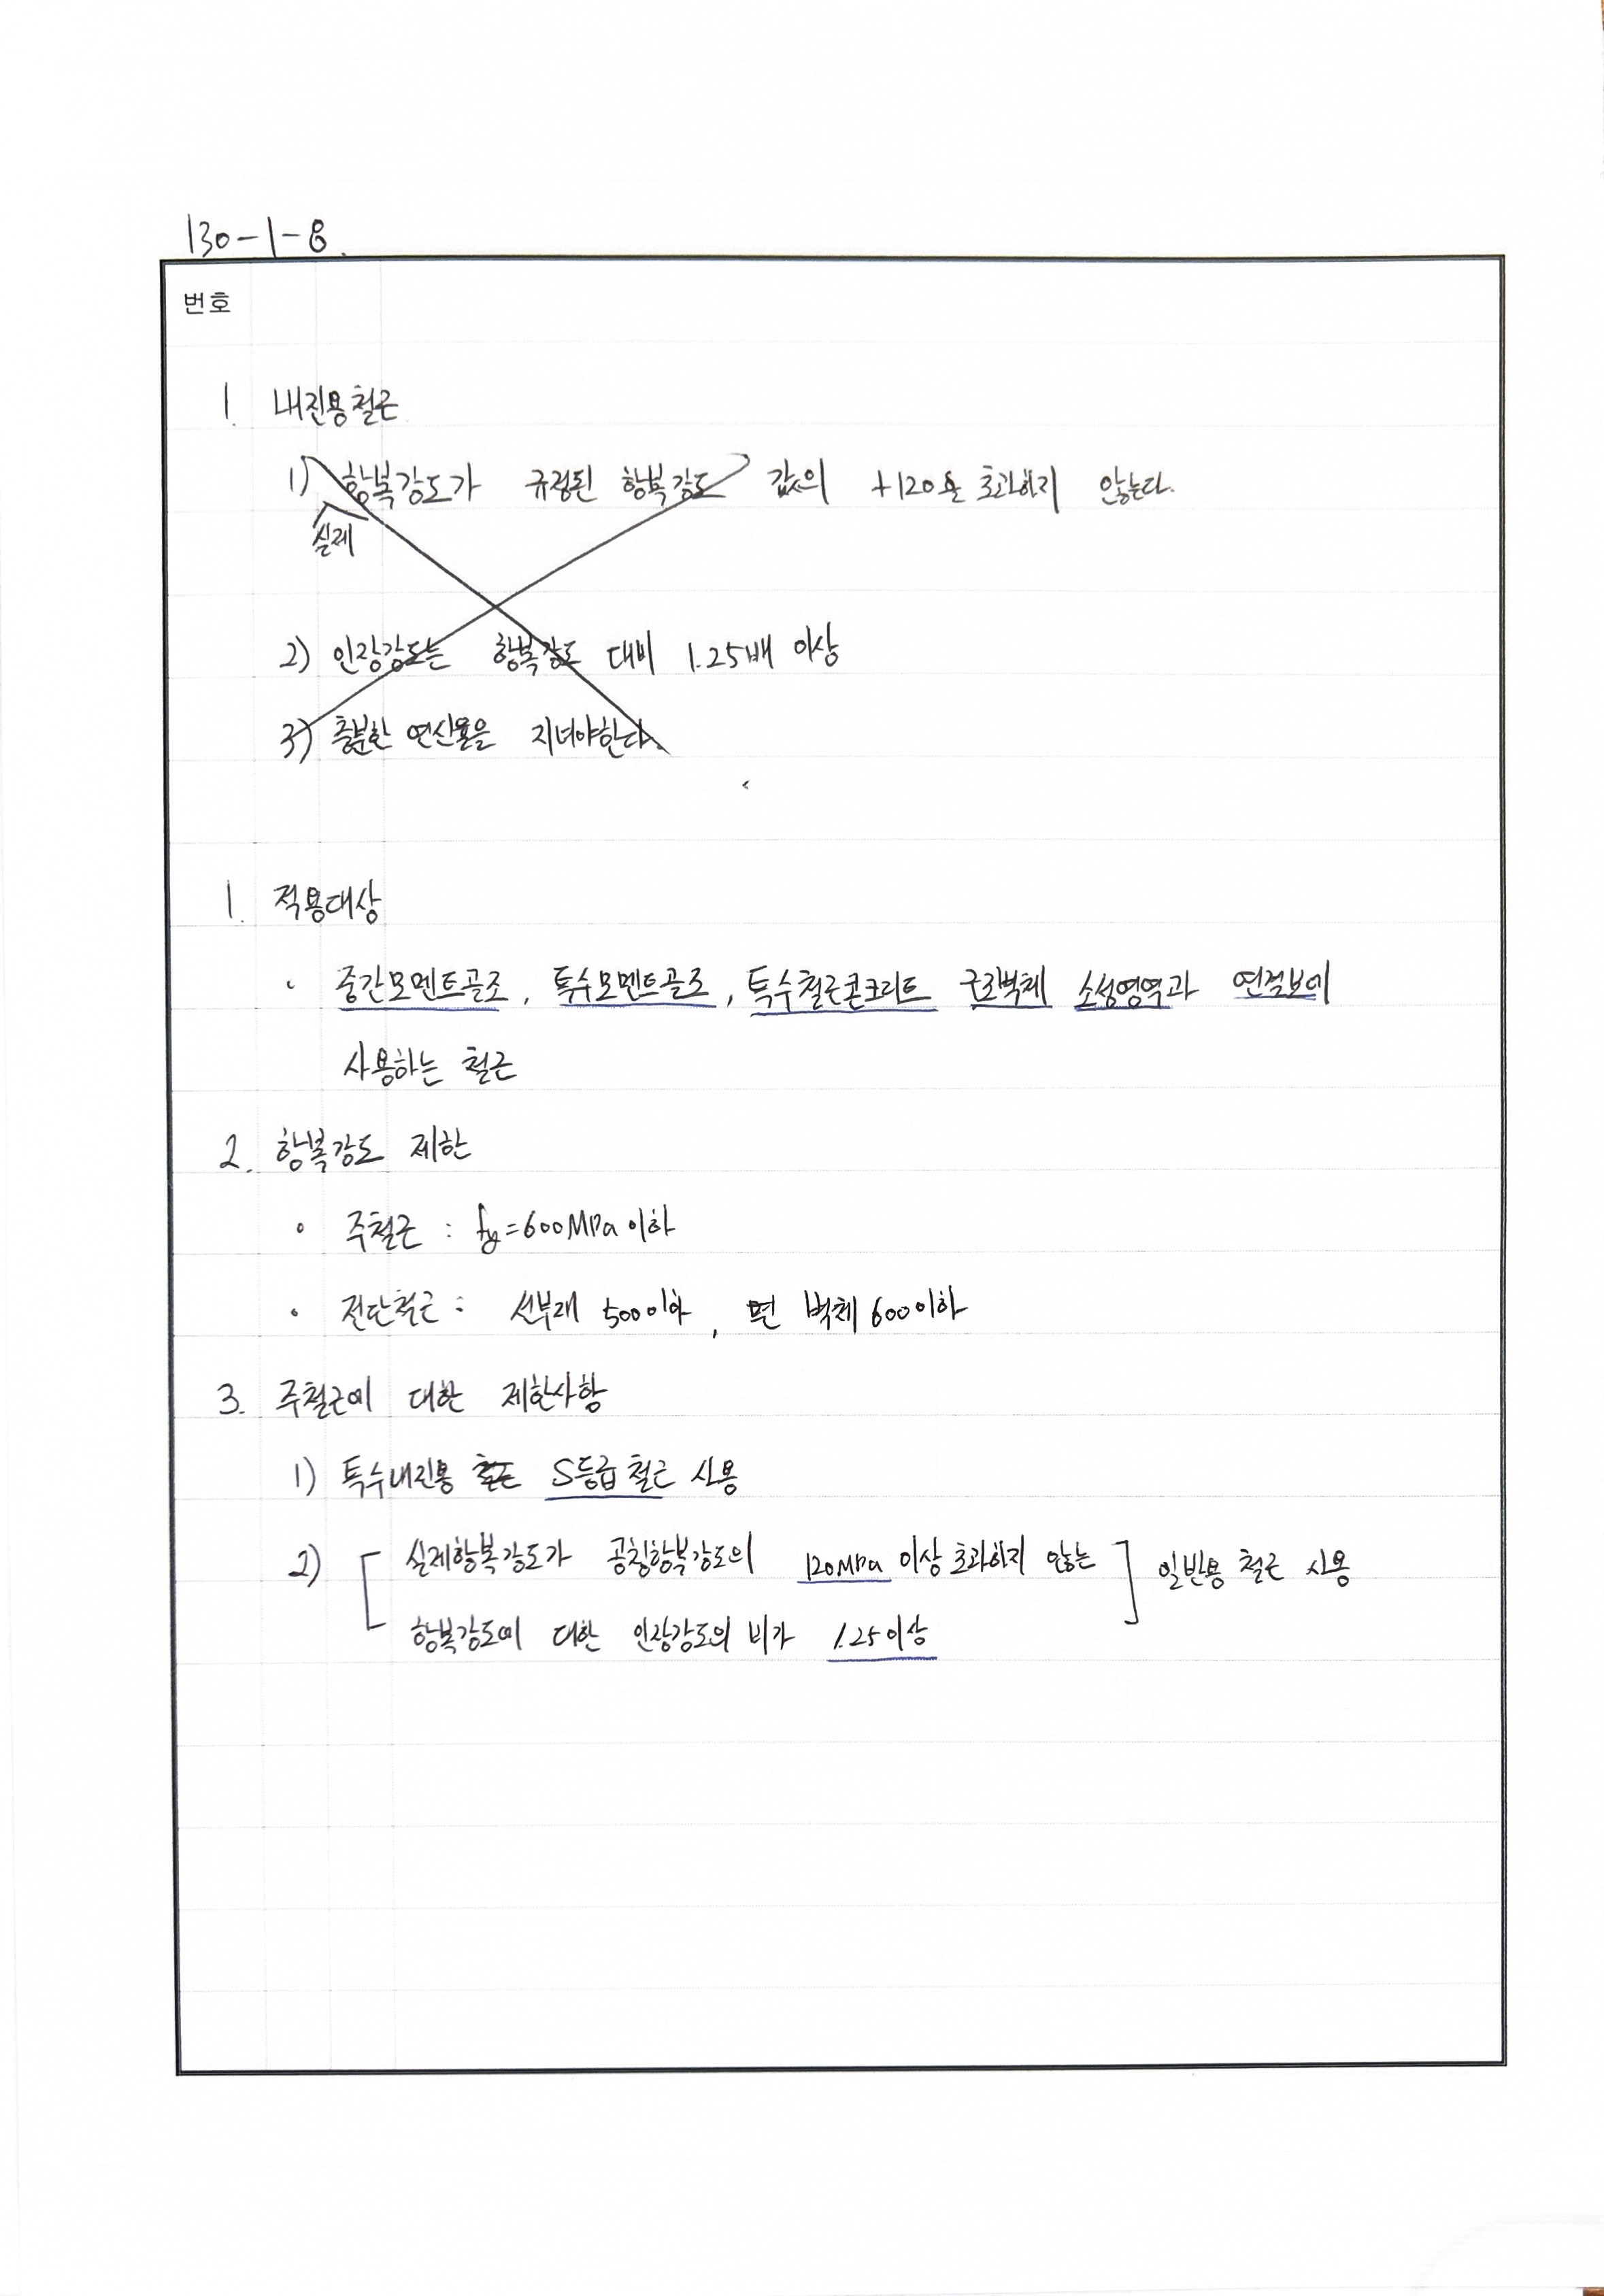 130-1-8.
번호
1. 내진용철근
1) 항복강도가 규정된 항복강도 값의 +120을 초과하지 않는다.
실제
2) 인장강도는 항복강도 대비 1.25배 이상
3) 충분한 연신율을 지녀야한다.
1. 적용대상
· 중간모멘트골조, 특수모멘트골조, 특수철근콘크리트 구조벽체 소성영역과 연결보에
사용하는 철근
2. 항복강도 제한
· 주철근 : fy=600MPa 이하
· 전단철근 : 선부재 500이하, 면 벽체 600이하
3. 주철근에 대한 제한사항
1) 특수내진용 S등급 철근 사용
2) [ 실제항복강도가 공칭항복강도의 120MPa 이상 초과하지 않는 ] 일반용 철근 사용
항복강도에 대한 인장강도의 비가 1.25이상